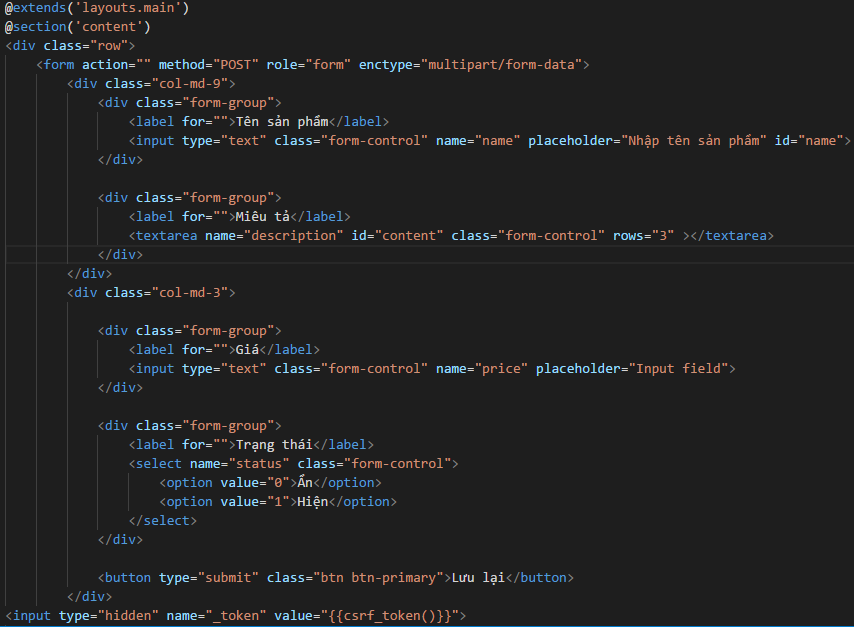 @extends('layouts.main')
@section('content')
<div class="row">
    <form action="" method="POST" role="form" enctype="multipart/form-data">
        <div class="col-md-9">
            <div class="form-group">
                <label for="">Tên sản phẩm</label>
                <input type="text" class="form-control" name="name" placeholder="Nhập tên sản phẩm" id="name">
            </div>

            <div class="form-group">
                <label for="">Miêu tả</label>
                <textarea name="description" id="content" class="form-control" rows="3" ></textarea>
            </div>
        </div>
        <div class="col-md-3">

            <div class="form-group">
                <label for="">Giá</label>
                <input type="text" class="form-control" name="price" placeholder="Input field">
            </div>

            <div class="form-group">
                <label for="">Trạng thái</label>
                <select name="status" class="form-control">
                    <option value="0">Ẩn</option>
                    <option value="1">Hiện</option>
                </select>
            </div>

            <button type="submit" class="btn btn-primary">Lưu lại</button>
        </div>
<input type="hidden" name="_token" value="{{csrf_token()}}">